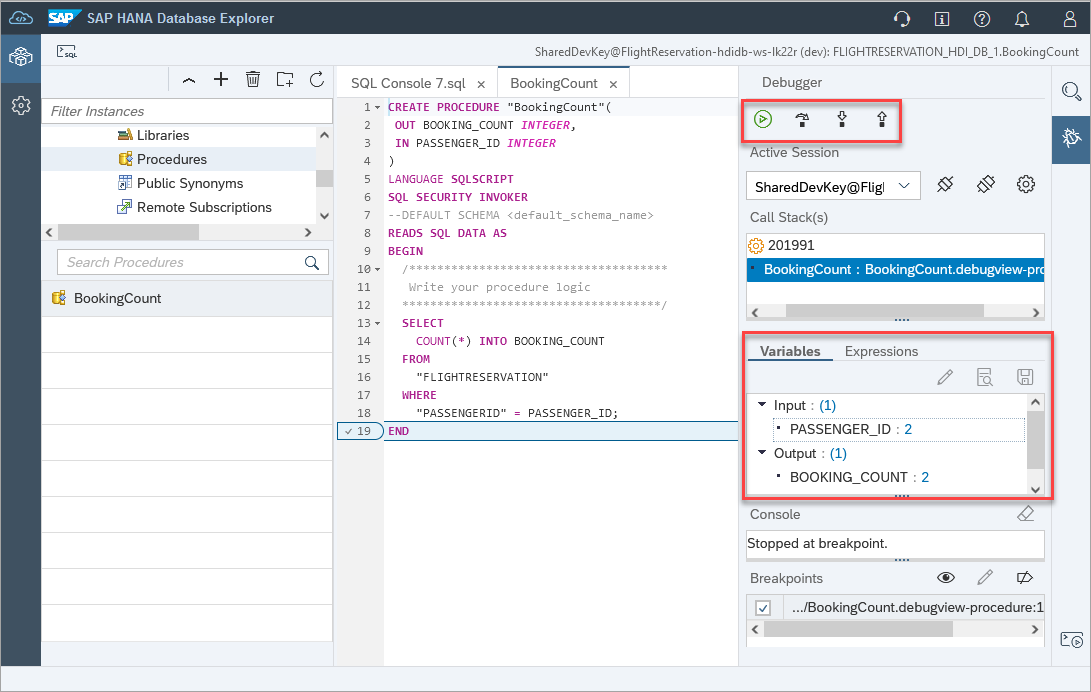 SAP SAP HANA Database Explorer
SQL
SharedDevKey@FlightReservation-hdidb-ws-lk22r (dev): FLIGHTRESERVATION_HDI_DB_1.BookingCount
Filter Instances
Libraries
Procedures
Public Synonyms
Remote Subscriptions
Search Procedures
BookingCount
SQL Console 7.sql ×
BookingCount ×
1 CREATE PROCEDURE "BookingCount"(
2 OUT BOOKING_COUNT INTEGER,
3 IN PASSENGER_ID INTEGER
4 )
5 LANGUAGE SQLSCRIPT
6 SQL SECURITY INVOKER
7 --DEFAULT SCHEMA <default_schema_name>
8 READS SQL DATA AS
9 BEGIN
10 /*************************************
11 Write your procedure logic
12 *************************************/
13 SELECT
14 COUNT(*) INTO BOOKING_COUNT
15 FROM
16 "FLIGHTRESERVATION"
17 WHERE
18 "PASSENGERID" = PASSENGER_ID;
19 END
Debugger
Active Session
SharedDevKey@Fligl
Call Stack(s)
201991
BookingCount : BookingCount.debugview-pro
Variables Expressions
Input : (1)
PASSENGER_ID : 2
Output : (1)
BOOKING_COUNT : 2
Console
Stopped at breakpoint.
Breakpoints
.../BookingCount.debugview-procedure:1